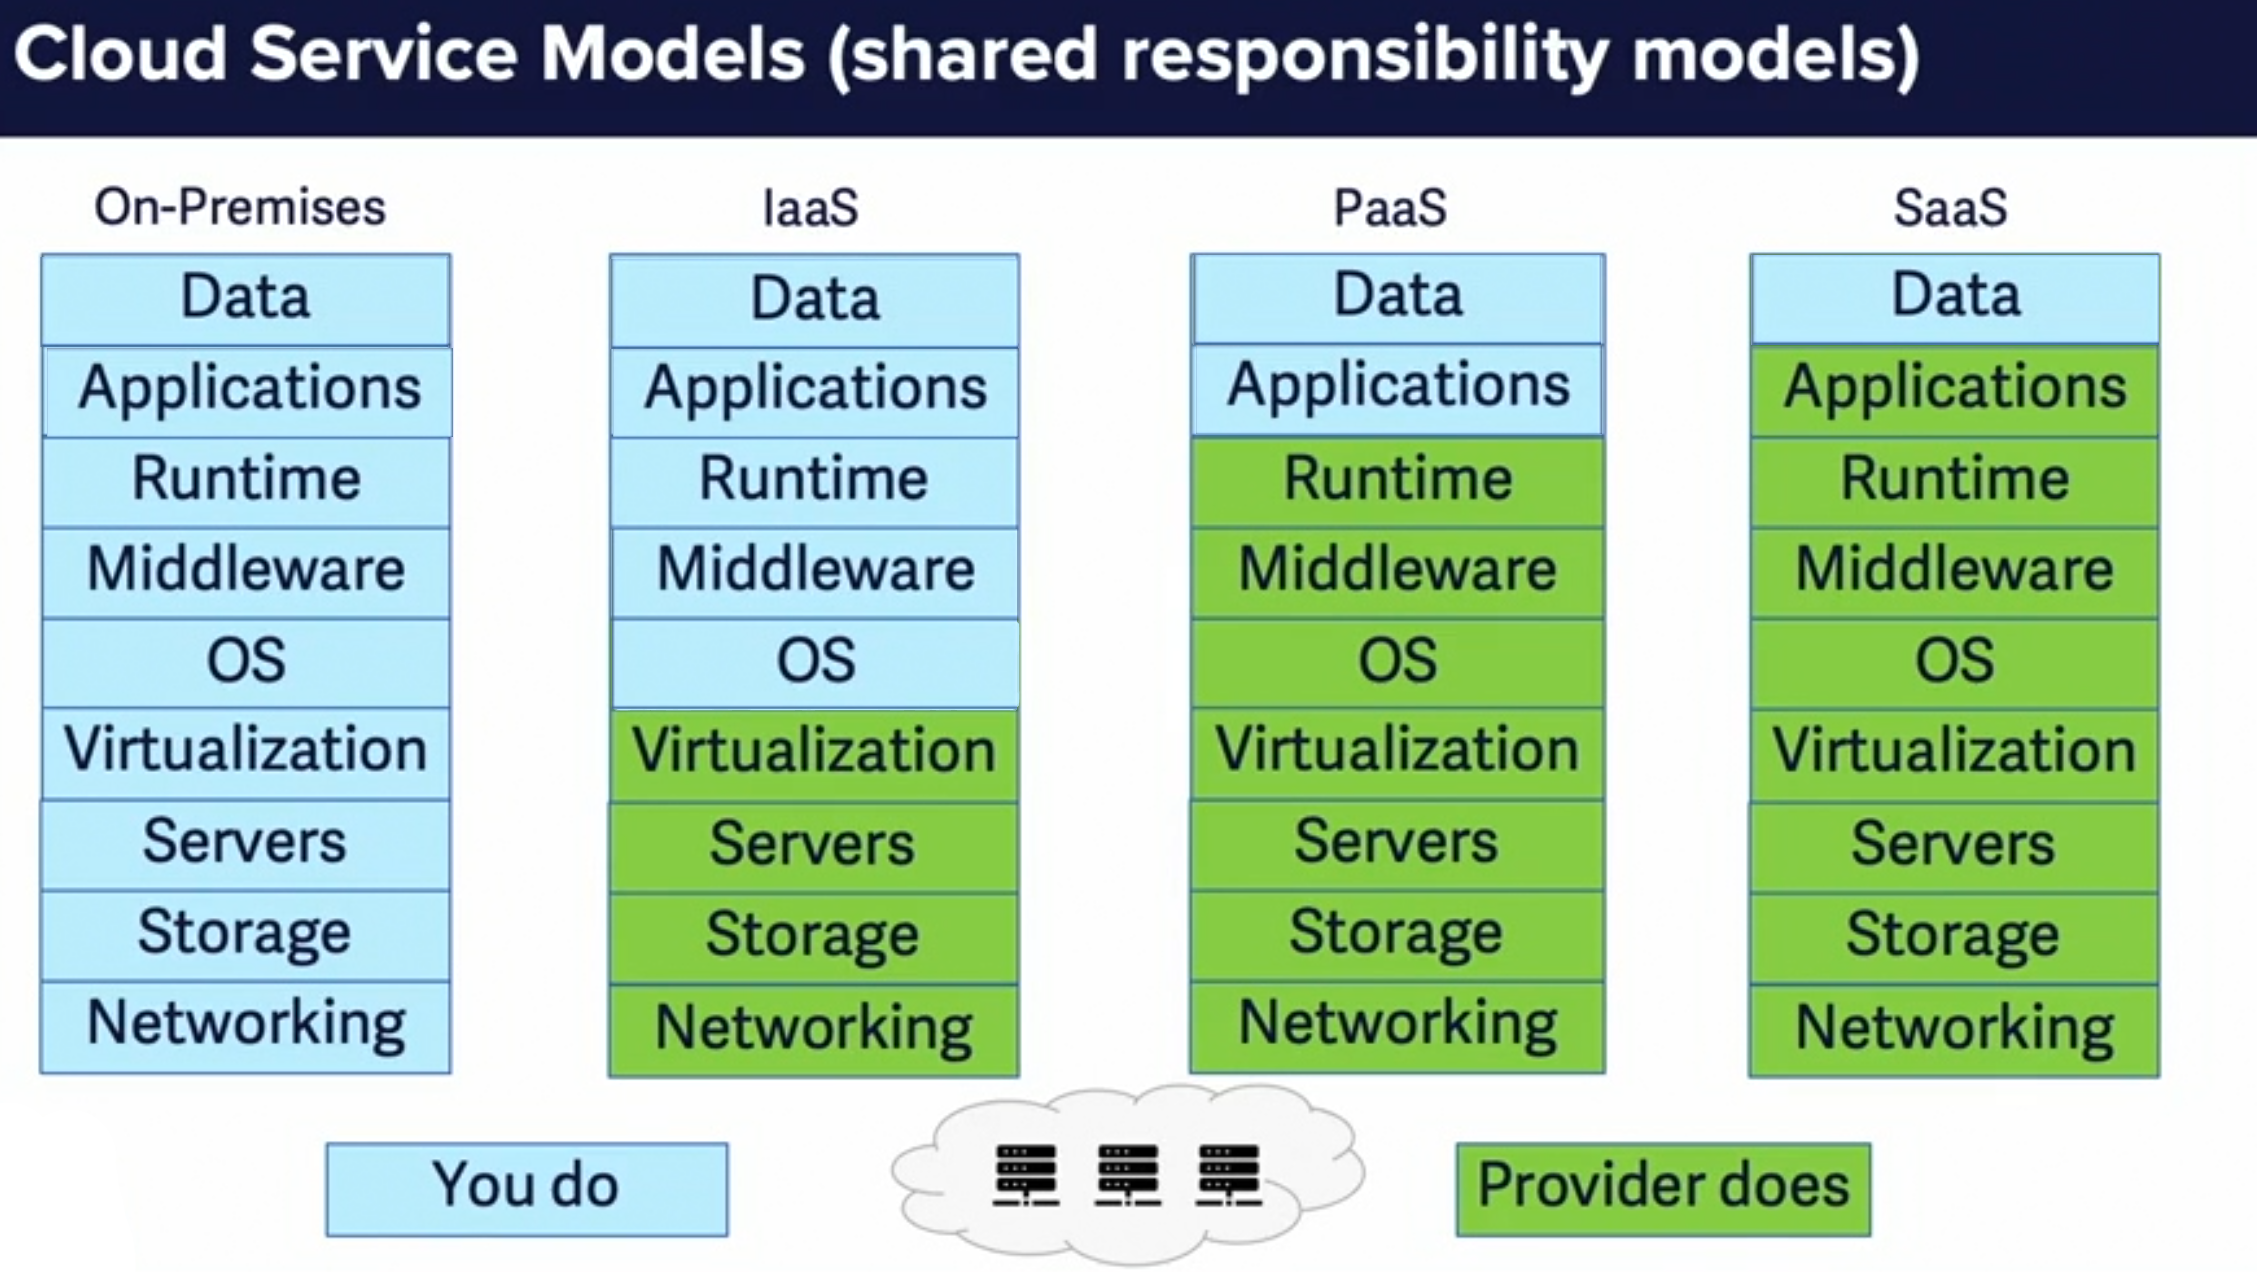 Cloud Service Models (shared responsibility models)
On-Premises
Data
Applications
Runtime
Middleware
OS
Virtualization
Servers
Storage
Networking
IaaS
Data
Applications
Runtime
Middleware
OS
Virtualization
Servers
Storage
Networking
PaaS
Data
Applications
Runtime
Middleware
OS
Virtualization
Servers
Storage
Networking
SaaS
Data
Applications
Runtime
Middleware
OS
Virtualization
Servers
Storage
Networking
You do
Provider does